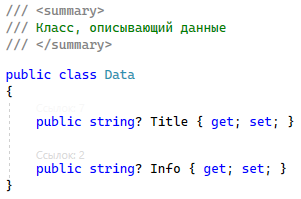 /// <summary>
/// Класс, описывающий данные
/// </summary>
public class Data
{
public string? Title { get; set; }
Ссылок: 2
public string? Info { get; set; }
}